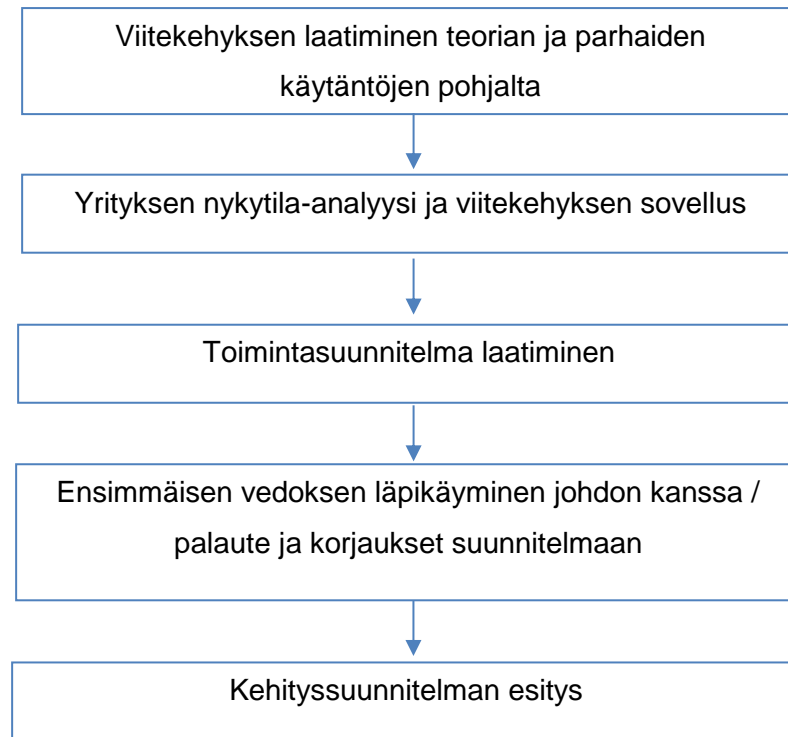 Viitekehyksen laatiminen teorian ja parhaiden
käytäntöjen pohjalta
Yrityksen nykytila-analyysi ja viitekehyksen sovellus
Toimintasuunnitelma laatiminen
Ensimmäisen vedoksen läpikäyminen johdon kanssa /
palaute ja korjaukset suunnitelmaan
Kehityssuunnitelman esitys